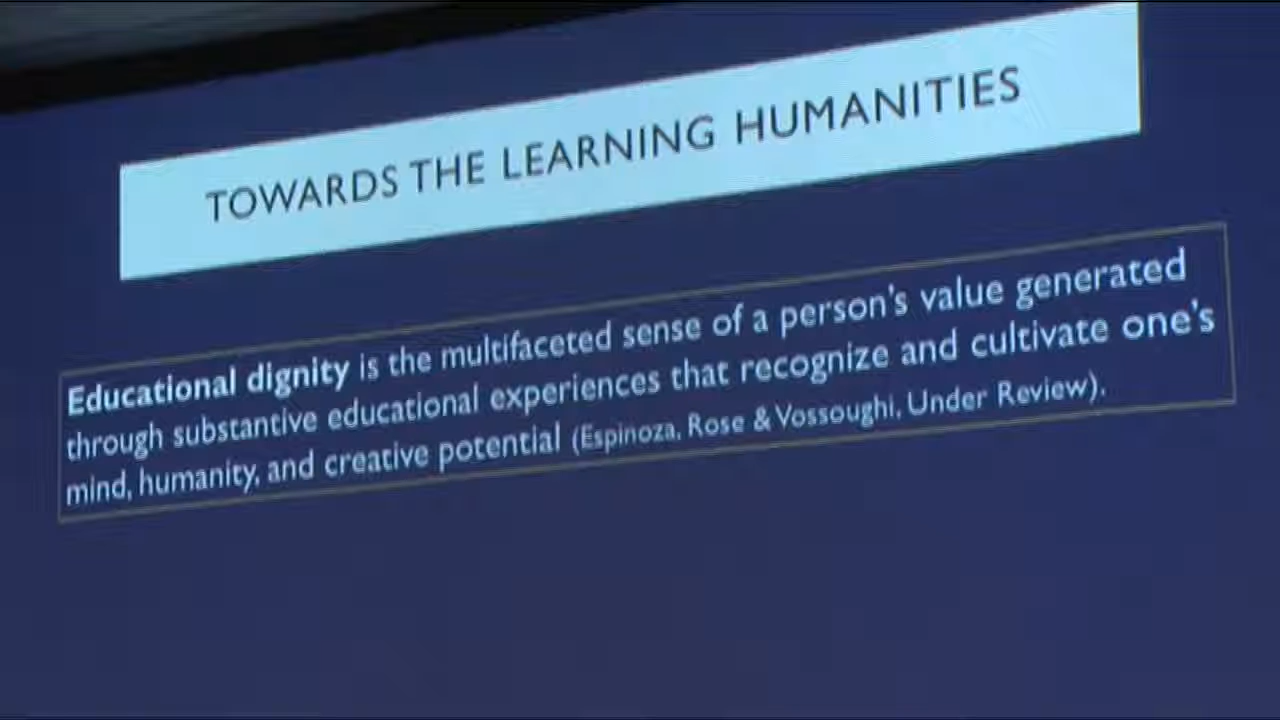 TOWARDS THE LEARNING HUMANITIES
Educational dignity is the multifaceted sense of a person's value generated
through substantive educational experiences that recognize and cultivate one's
mind, humanity, and creative potential (Espinoza, Rose & Vossoughi, Under Review).